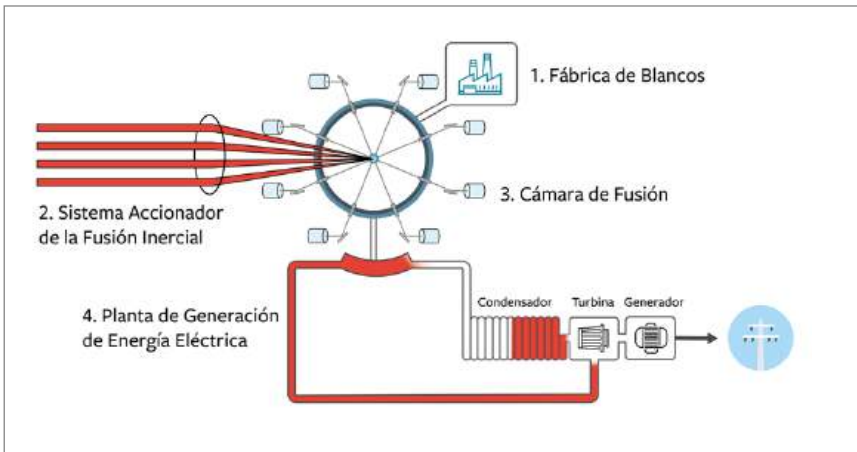 1. Fábrica de Blancos
2. Sistema Accionador
de la Fusión Inercial
3. Cámara de Fusión
4. Planta de Generación
de Energía Eléctrica
Condensador
Turbina
Generador